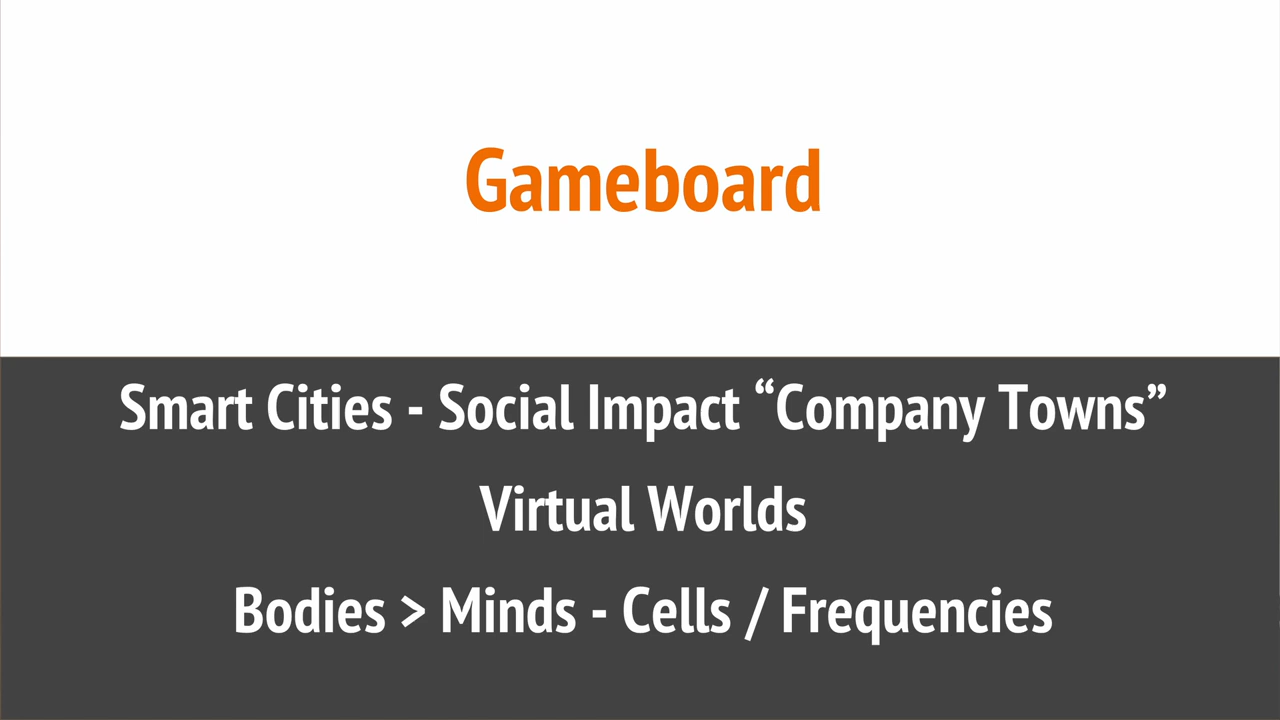 Gameboard
Smart Cities - Social Impact “Company Towns”
Virtual Worlds
Bodies > Minds - Cells / Frequencies